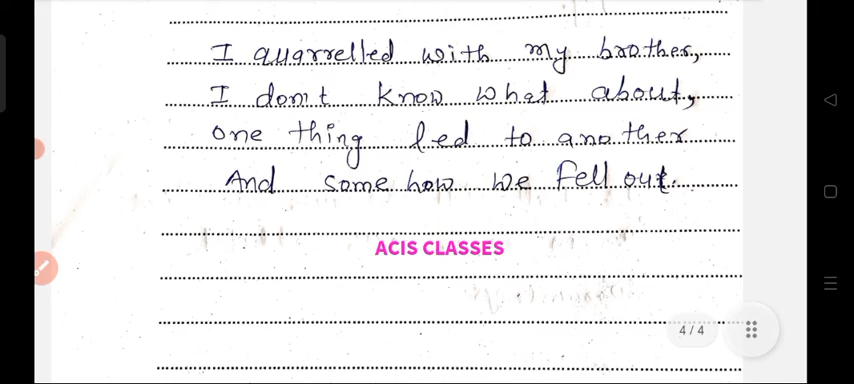 I quarrelled with my brother,
I don't know what about,
One thing led to another
And some how we fell out.
ACIS CLASSES
4/4